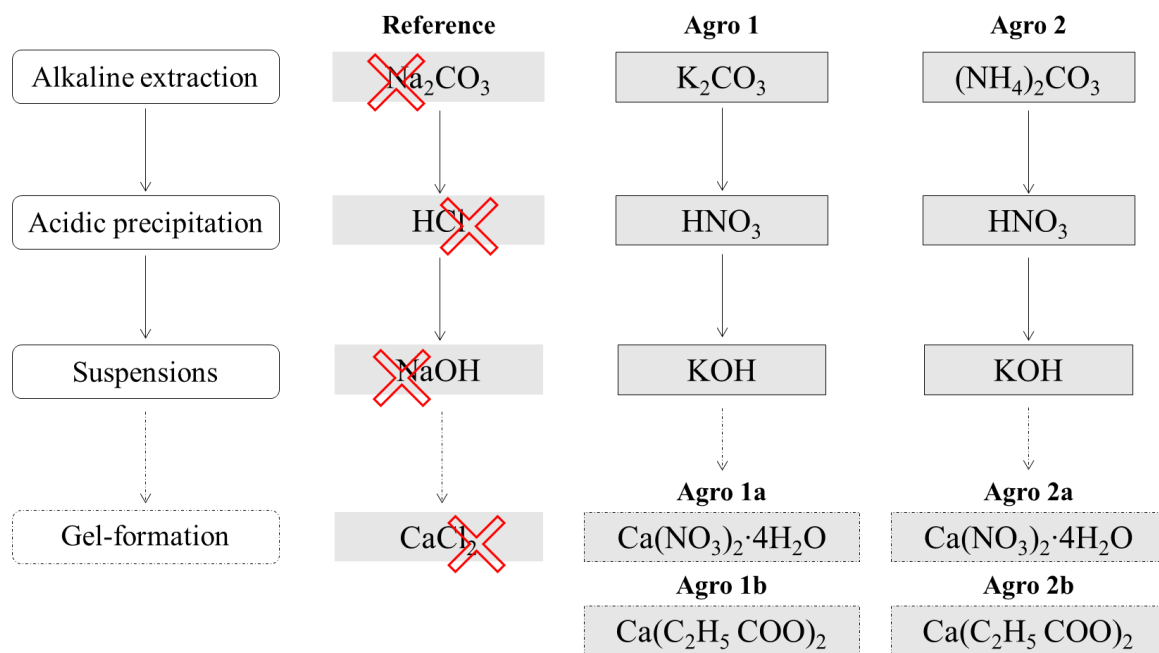 Reference Agro 1 Agro 2
Alkaline extraction Na₂CO₃ K₂CO₃ (NH₄)₂CO₃
Acidic precipitation HCl HNO₃ HNO₃
Suspensions NaOH KOH KOH
Agro 1a Agro 2a
Gel-formation CaCl₂ Ca(NO₃)₂·4H₂O Ca(NO₃)₂·4H₂O
Agro 1b Agro 2b
Ca(C₂H₅ COO)₂ Ca(C₂H₅ COO)₂